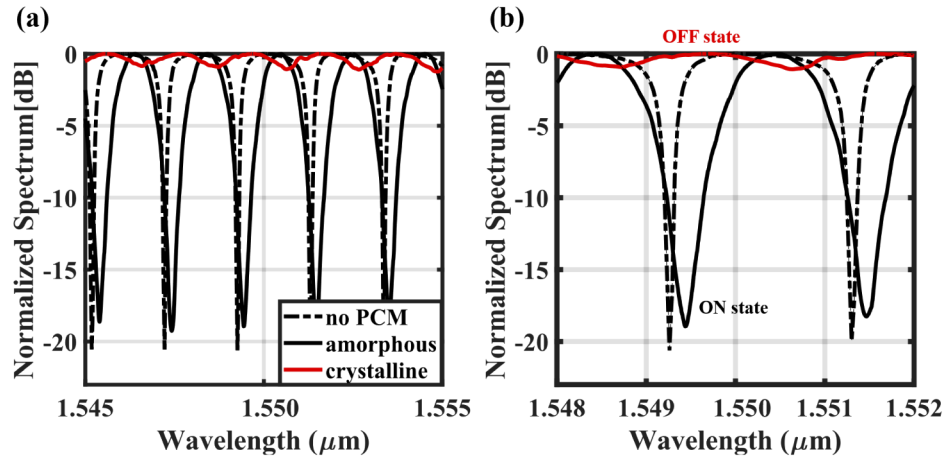 (a)
(b)
0
-5
-10
-15
-20
Normalized Spectrum[dB]
1.545
1.550
1.555
Wavelength (μm)
no PCM
amorphous
crystalline
OFF state
0
-5
-10
-15
-20
Normalized Spectrum[dB]
ON state
1.548
1.549
1.550
1.551
1.552
Wavelength (μm)